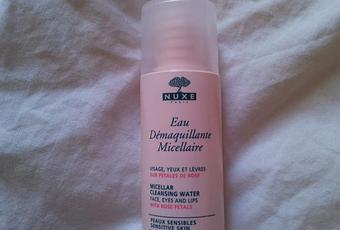 NUXE
PARIS
Eau
Démaquillante
Micellaire
VISAGE, YEUX ET LÈVRES
AUX PÉTALES DE ROSE
MICELLAR
CLEANSING WATER
FACE, EYES AND LIPS
WITH ROSE PETALS
PEAUX SENSIBLES
SENSITIVE SKIN